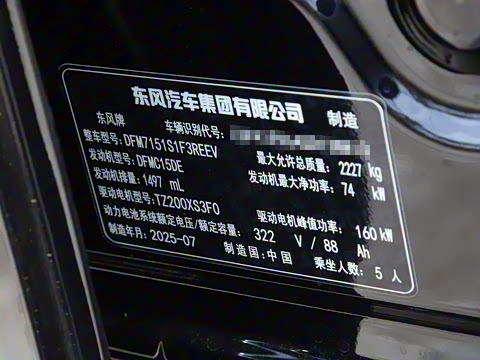 东风汽车集团有限公司 制造
东风牌 车辆识别代号:
整车型号:DFM7151S1F3REEV 最大允许总质量: 2227 kg
发动机型号:DFMC15DE 发动机最大净功率: 74 kW
发动机排量: 1497 mL
驱动电机型号:TZ200XS3F0 驱动电机峰值功率: 160 kW
动力电池系统额定电压/额定容量: 322 V / 88 Ah
制造年月: 2025-07 制造国:中国 乘坐人数: 5 人